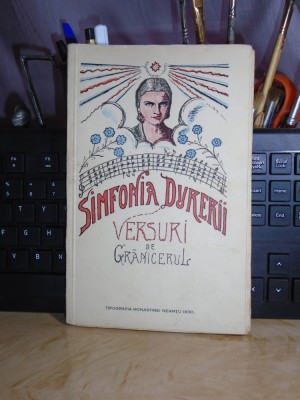 SIMFONIA DURERII
VERSURI
DE
GRĂNICERUL
TIPOGRAFIA MONASTIREI NEAMȚU 1930.